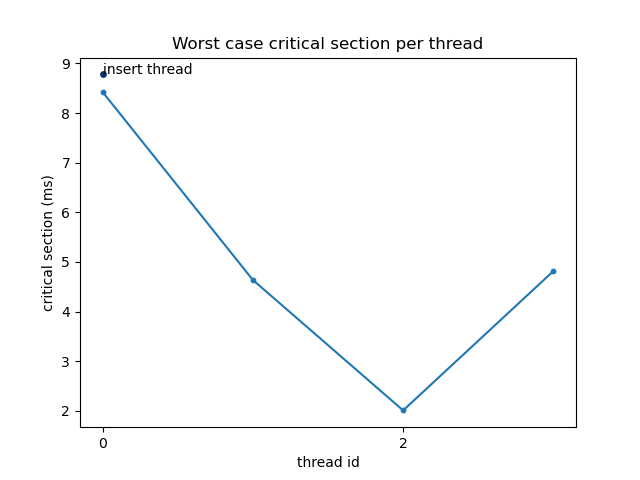 Worst case critical section per thread
9
insert thread
8
7
6
5
4
3
2
critical section (ms)
0
2
thread id